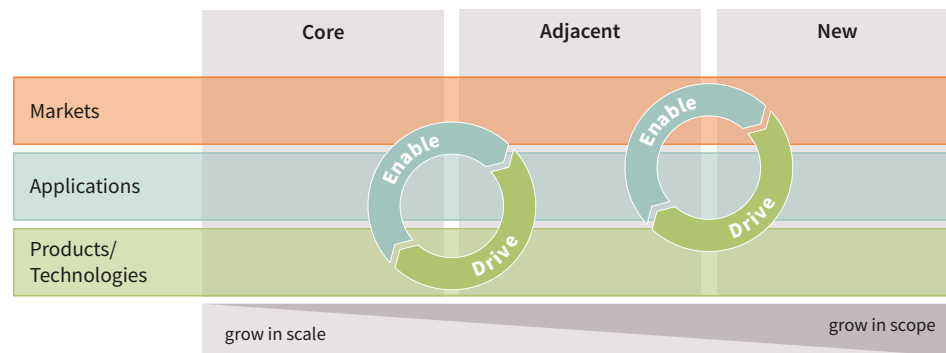 Core
Adjacent
New
Markets
Enable
Enable
Applications
Drive
Drive
Products/
Technologies
grow in scale
grow in scope